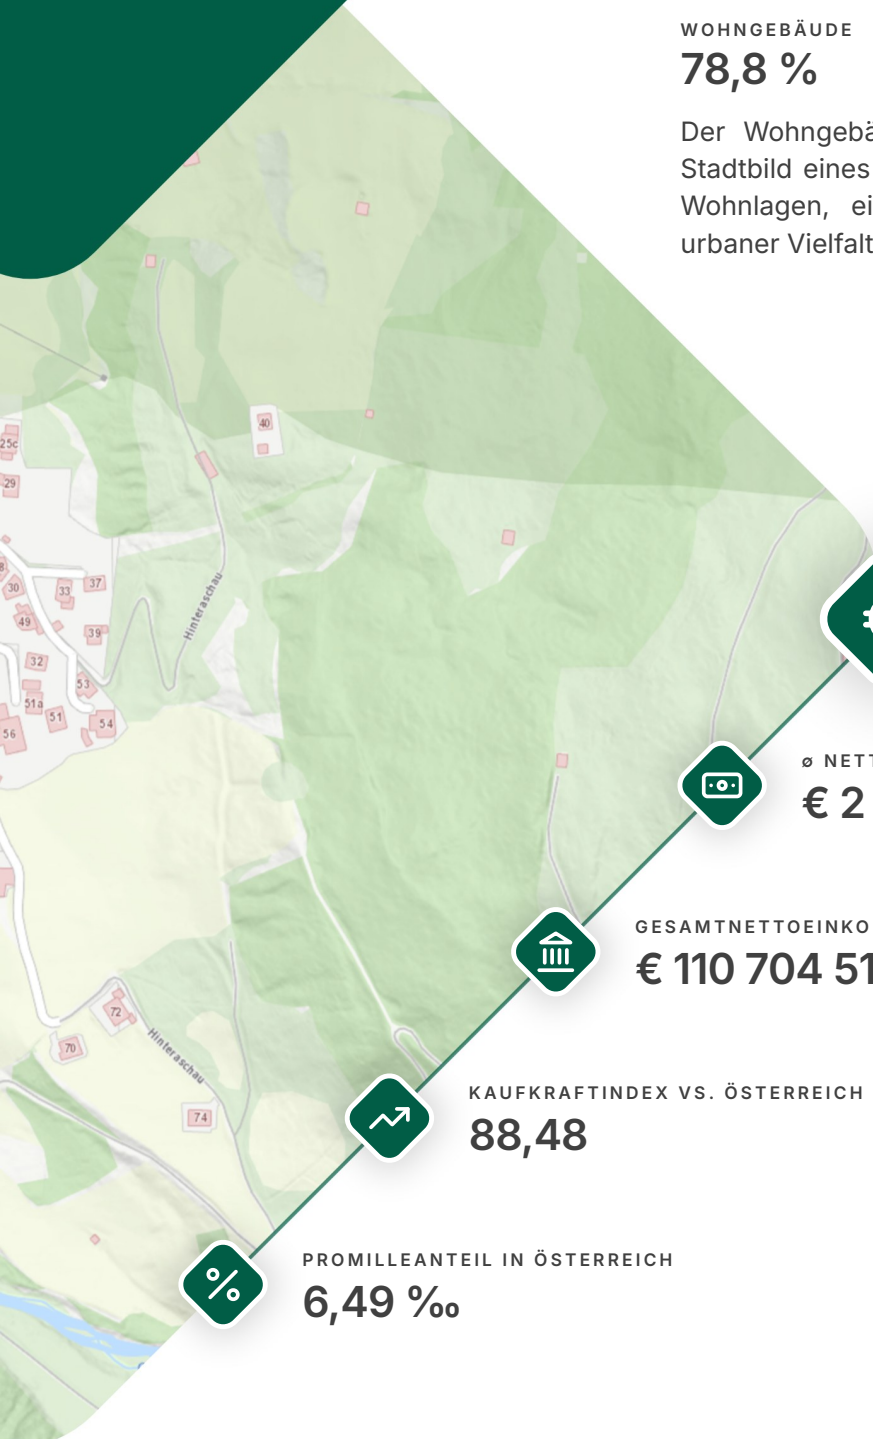 WOHNGEBÄUDE
78,8 %
Der Wohngebä
Stadtbild eines
Wohnlagen, ei
urbaner Vielfalt
40
25c
29
30
33
37
49
39
Hinteraschau
32
53
51a
51
54
56
ø NETT
€ 2
GESAMTNETTOEINKO
€ 110 704 51
72
70
Hinteraschau
74
KAUFKRAFTINDEX VS. ÖSTERREICH
88,48
PROMILLEANTEIL IN ÖSTERREICH
6,49 ‰